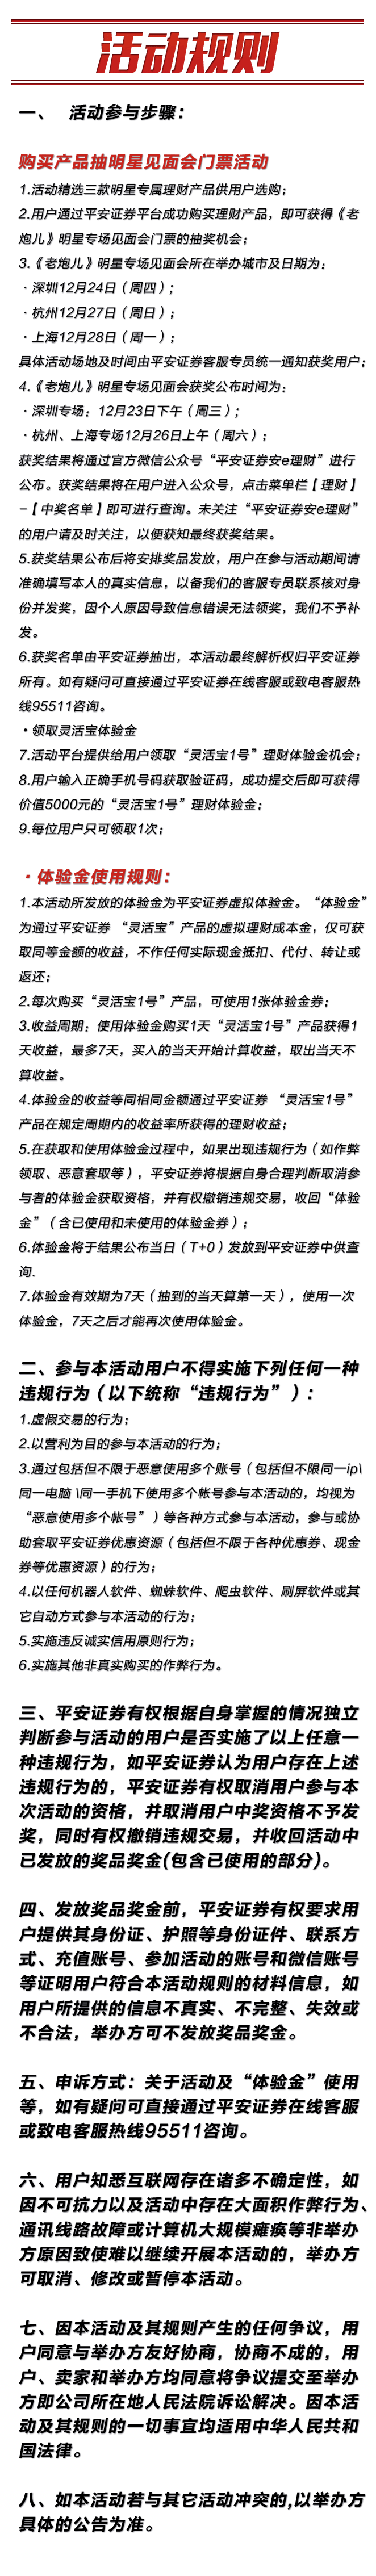 活动规则
一、 活动参与步骤：
购买产品抽明星见面会门票活动
1.活动精选三款明星专属理财产品供用户选购；
2.用户通过平安证券平台成功购买理财产品，即可获得《老
炮儿》明星专场见面会门票的抽奖机会；
3.《老炮儿》明星专场见面会所在举办城市及日期为：
·深圳12月24日（周四）；
·杭州12月27日（周日）；
·上海12月28日（周一）；
具体活动场地及时间由平安证券客服专员统一通知获奖用户；
4.《老炮儿》明星专场见面会获奖公布时间为：
·深圳专场：12月23日下午（周三）；
·杭州、上海专场12月26日上午（周六）；
获奖结果将通过官方微信公众号“平安证券安e理财”进行
公布。获奖结果将在用户进入公众号，点击菜单栏【理财】
-【中奖名单】即可进行查询。未关注“平安证券安e理财”
的用户请及时关注，以便获知最终获奖结果。
5.获奖结果公布后将安排奖品发放，用户在参与活动期间请
准确填写本人的真实信息，以备我们的客服专员联系核对身
份并发奖，因个人原因导致信息错误无法领奖，我们不予补
发。
6.获奖名单由平安证券抽出，本活动最终解析权归平安证券
所有。如有疑问可直接通过平安证券在线客服或致电客服热
线95511咨询。
•领取灵活宝体验金
7.活动平台提供给用户领取“灵活宝1号”理财体验金机会；
8.用户输入正确手机号码获取验证码，成功提交后即可获得
价值5000元的“灵活宝1号”理财体验金；
9.每位用户只可领取1次；
·体验金使用规则：
1.本活动所发放的体验金为平安证券虚拟体验金。“体验金”
为通过平安证券 “灵活宝”产品的虚拟理财成本金，仅可获
取同等金额的收益，不作任何实际现金抵扣、代付、转让或
返还；
2.每次购买“灵活宝1号”产品，可使用1张体验金券；
3.收益周期：使用体验金购买1天“灵活宝1号”产品获得1
天收益，最多7天，买入的当天开始计算收益，取出当天不
算收益。
4.体验金的收益等同相同金额通过平安证券 “灵活宝1号”
产品在规定周期内的收益率所获得的理财收益；
5.在获取和使用体验金过程中，如果出现违规行为（如作弊
领取、恶意套取等），平安证券将根据自身合理判断取消参
与者的体验金获取资格，并有权撤销违规交易，收回“体验
金”（含已使用和未使用的体验金券）；
6.体验金将于结果公布当日（T+0）发放到平安证券中供查
询.
7.体验金有效期为7天（抽到的当天算第一天），使用一次
体验金，7天之后才能再次使用体验金。
二、参与本活动用户不得实施下列任何一种
违规行为（以下统称“违规行为”）：
1.虚假交易的行为；
2.以营利为目的参与本活动的行为；
3.通过包括但不限于恶意使用多个账号（包括但不限同一ip\
同一电脑 \同一手机下使用多个帐号参与本活动的，均视为
“恶意使用多个帐号”）等各种方式参与本活动，参与或协
助套取平安证券优惠资源（包括但不限于各种优惠券、现金
券等优惠资源）的行为；
4.以任何机器人软件、蜘蛛软件、爬虫软件、刷屏软件或其
它自动方式参与本活动的行为；
5.实施违反诚实信用原则行为；
6.实施其他非真实购买的作弊行为。
三、平安证券有权根据自身掌握的情况独立
判断参与活动的用户是否实施了以上任意一
种违规行为，如平安证券认为用户存在上述
违规行为的，平安证券有权取消用户参与本
次活动的资格，并取消用户中奖资格不予发
奖，同时有权撤销违规交易，并收回活动中
已发放的奖品奖金(包含已使用的部分)。
四、发放奖品奖金前，平安证券有权要求用
户提供其身份证、护照等身份证件、联系方
式、充值账号、参加活动的账号和微信账号
等证明用户符合本活动规则的材料信息，如
用户所提供的信息不真实、不完整、失效或
不合法，举办方可不发放奖品奖金。
五、申诉方式：关于活动及“体验金”使用
等，如有疑问可直接通过平安证券在线客服
或致电客服热线95511咨询。
六、用户知悉互联网存在诸多不确定性，如
因不可抗力以及活动中存在大面积作弊行为、
通讯线路故障或计算机大规模瘫痪等非举办
方原因致使难以继续开展本活动的，举办方
可取消、修改或暂停本活动。
七、因本活动及其规则产生的任何争议，用
户同意与举办方友好协商，协商不成的，用
户、卖家和举办方均同意将争议提交至举办
方即公司所在地人民法院诉讼解决。因本活
动及其规则的一切事宜均适用中华人民共和
国法律。
八、如本活动若与其它活动冲突的,以举办方
具体的公告为准。